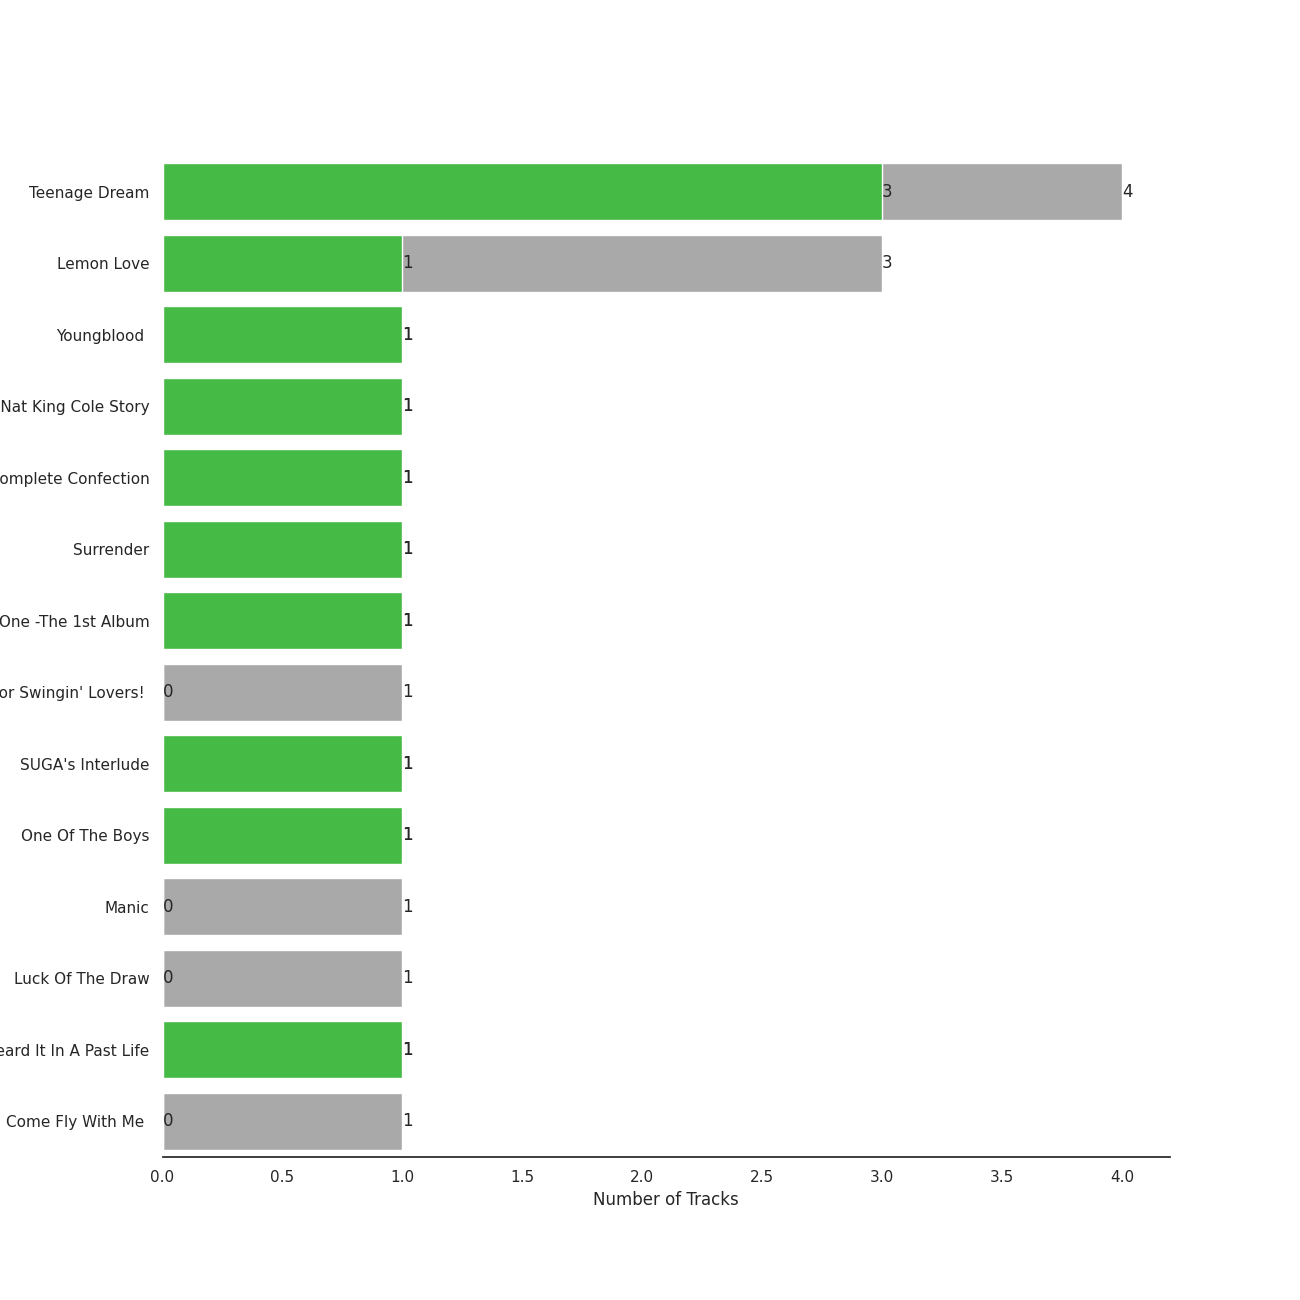 Teenage Dream 3 4
Lemon Love 1 3
Youngblood 1
Nat King Cole Story 1
omplete Confection 1
Surrender 1
One -The 1st Album 1
or Swingin' Lovers! 0 1
SUGA's Interlude 1
One Of The Boys 1
Manic 0 1
Luck Of The Draw 0 1
eard It In A Past Life 1
Come Fly With Me 0 1
0.0 0.5 1.0 1.5 2.0 2.5 3.0 3.5 4.0
Number of Tracks